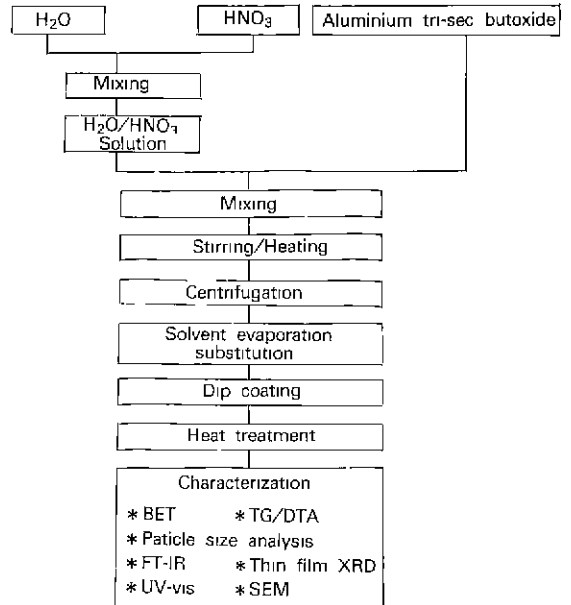 H₂O HNO₃ Aluminium tri-sec butoxide
Mixing
H₂O/HNO₃
Solution
Mixing
Stirring/Heating
Centrifugation
Solvent evaporation
substitution
Dip coating
Heat treatment
Characterization
* BET * TG/DTA
* Paticle size analysis
* FT-IR * Thin film XRD
* UV-vis * SEM